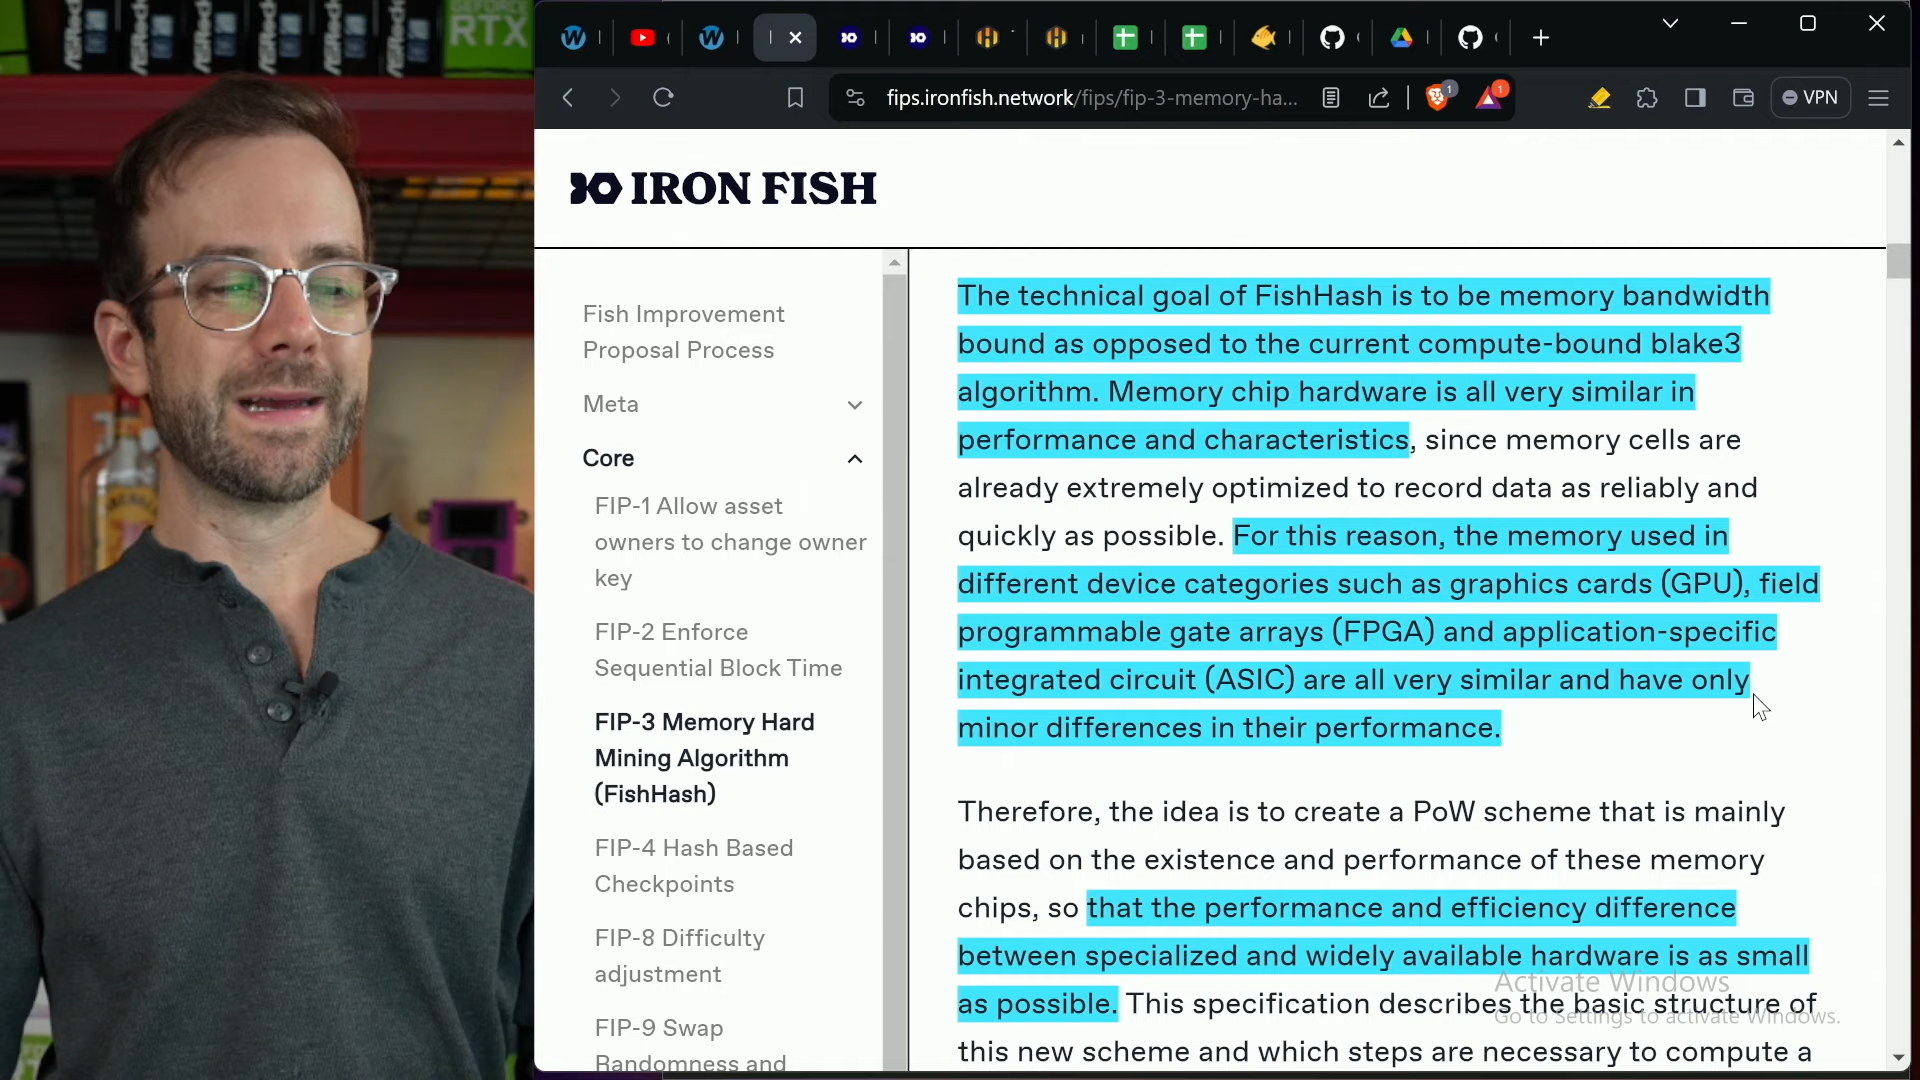 ASRock ASRock ASRock ASRock ASRock ASRock
GEFORCE
RTX
fips.ironfish.network/fips/fip-3-memory-ha...
1
1
VPN
IRON FISH
Fish Improvement
Proposal Process
Meta
Core
FIP-1 Allow asset
owners to change owner
key
FIP-2 Enforce
Sequential Block Time
FIP-3 Memory Hard
Mining Algorithm
(FishHash)
FIP-4 Hash Based
Checkpoints
FIP-8 Difficulty
adjustment
FIP-9 Swap
Randomness and
The technical goal of FishHash is to be memory bandwidth
bound as opposed to the current compute-bound blake3
algorithm. Memory chip hardware is all very similar in
performance and characteristics, since memory cells are
already extremely optimized to record data as reliably and
quickly as possible. For this reason, the memory used in
different device categories such as graphics cards (GPU), field
programmable gate arrays (FPGA) and application-specific
integrated circuit (ASIC) are all very similar and have only
minor differences in their performance.
Therefore, the idea is to create a PoW scheme that is mainly
based on the existence and performance of these memory
chips, so that the performance and efficiency difference
between specialized and widely available hardware is as small
as possible. This specification describes the basic structure of
this new scheme and which steps are necessary to compute a
Activate Windows
Go to Settings to activate Windows.